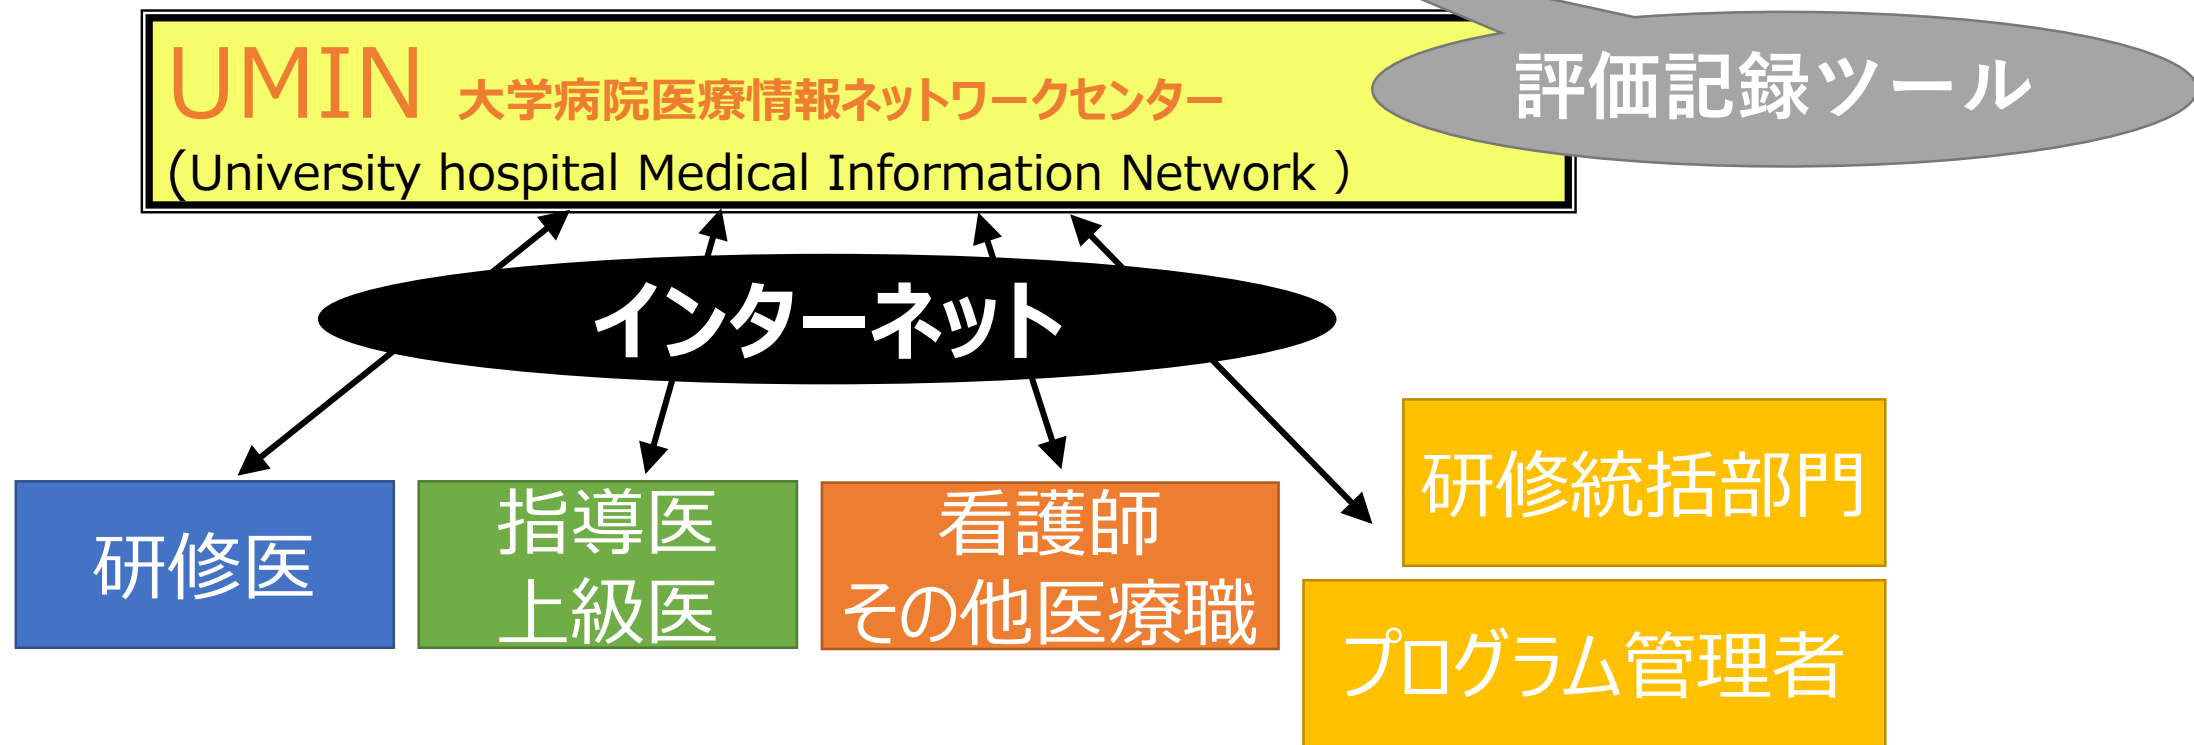 UMIN 大学病院医療情報ネットワークセンター
(University hospital Medical Information Network )
評価記録ツール
インターネット
研修医
指導医
上級医
看護師
その他医療職
研修統括部門
プログラム管理者